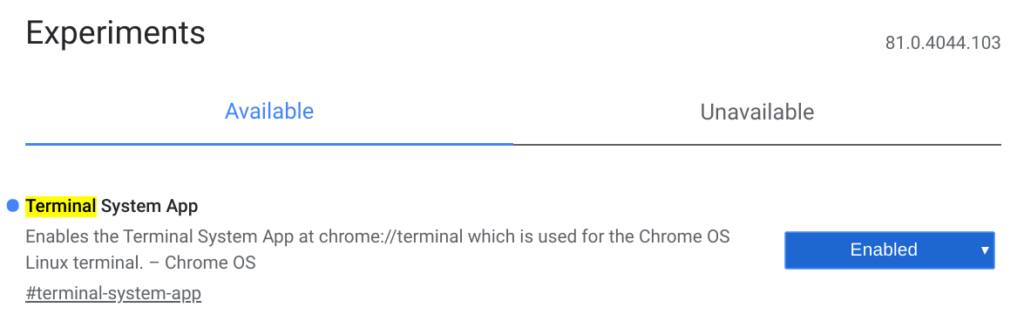 Experiments
81.0.4044.103
Available
Unavailable
Terminal System App
Enables the Terminal System App at chrome://terminal which is used for the Chrome OS
Linux terminal. – Chrome OS
Enabled
#terminal-system-app